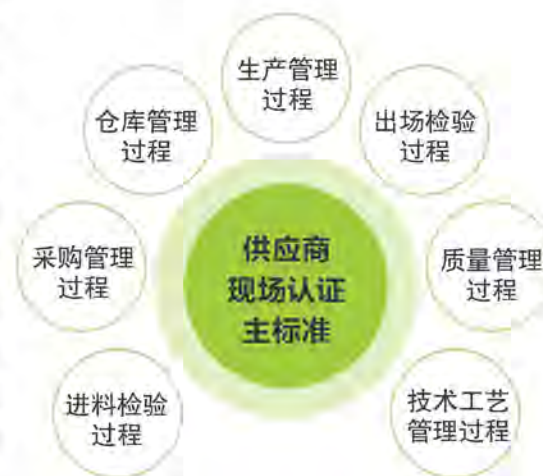 生产管理
过程
仓库管理
过程
出场检验
过程
采购管理
过程
供应商
现场认证
主标准
质量管理
过程
进料检验
过程
技术工艺
管理过程